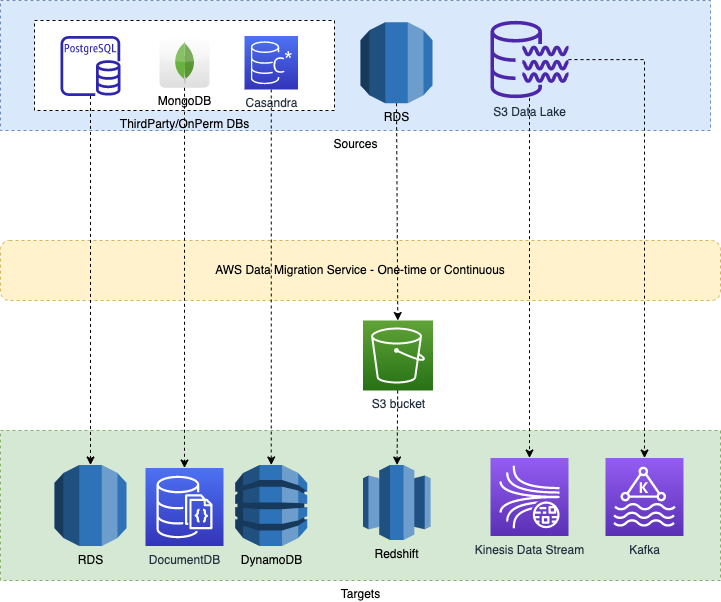 PostgreSQL
MongoDB
C*
Casandra
ThirdParty/OnPerm DBs
RDS
S3 Data Lake
Sources
AWS Data Migration Service - One-time or Continuous
S3 bucket
RDS
{}
DocumentDB
DynamoDB
Redshift
Kinesis Data Stream
K
Kafka
Targets